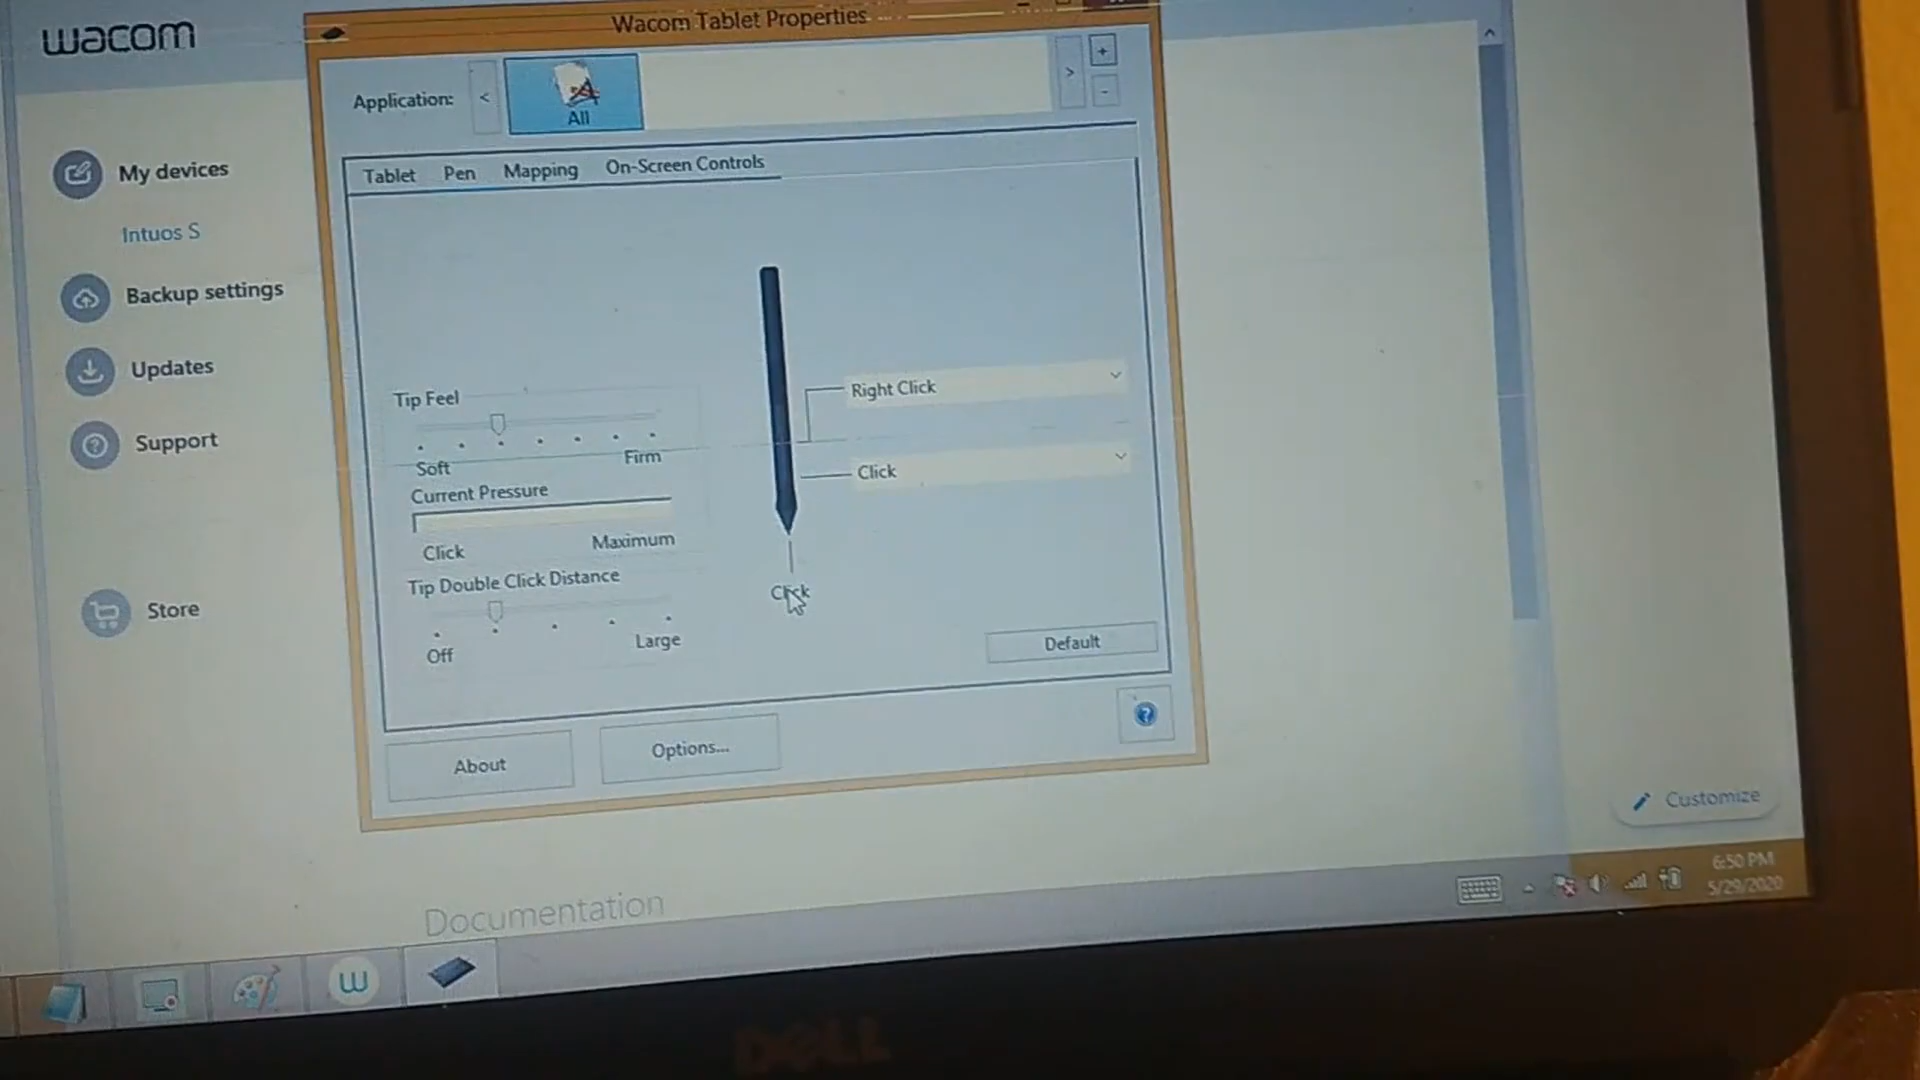 wacom
Wacom Tablet Properties
Application:
<
All
>
+
-
My devices
Intuos S
Backup settings
Updates
Support
Store
Tablet Pen Mapping On-Screen Controls
Tip Feel
Soft Firm
Current Pressure
Click Maximum
Tip Double Click Distance
Off Large
Right Click
Click
Click
Default
About
Options...
?
Customize
Documentation
6:50 PM
5/29/2020
W
DELL